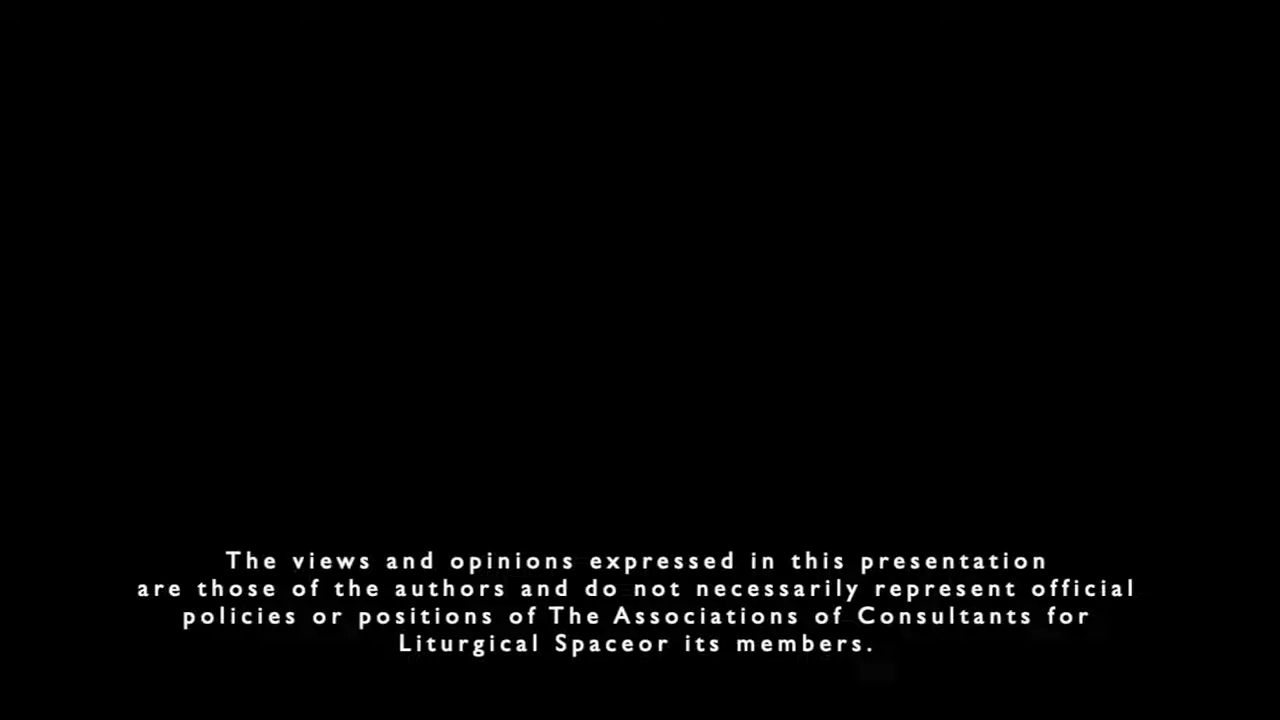 The views and opinions expressed in this presentation
are those of the authors and do not necessarily represent official
policies or positions of The Associations of Consultants for
Liturgical Spaceor its members.